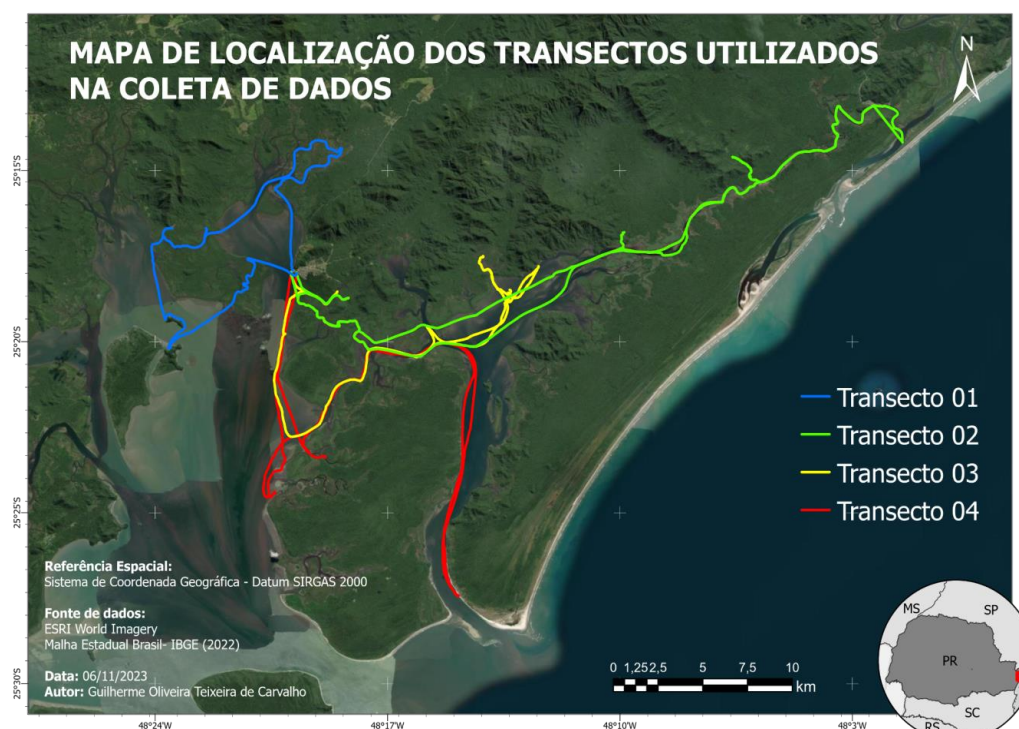 MAPA DE LOCALIZAÇÃO DOS TRANSECTOS UTILIZADOS
NA COLETA DE DADOS
N
25°15'S
25°20'S
25°25'S
25°30'S
Transecto 01
Transecto 02
Transecto 03
Transecto 04
Referência Espacial:
Sistema de Coordenada Geográfica - Datum SIRGAS 2000
Fonte de dados:
ESRI World Imagery
Malha Estadual Brasil- IBGE (2022)
Data: 06/11/2023
Autor: Guilherme Oliveira Teixeira de Carvalho
0 1,25 2,5 5 7,5 10
km
MS
SP
PR
SC
RS
48°24'W
48°17'W
48°10'W
48°3'W